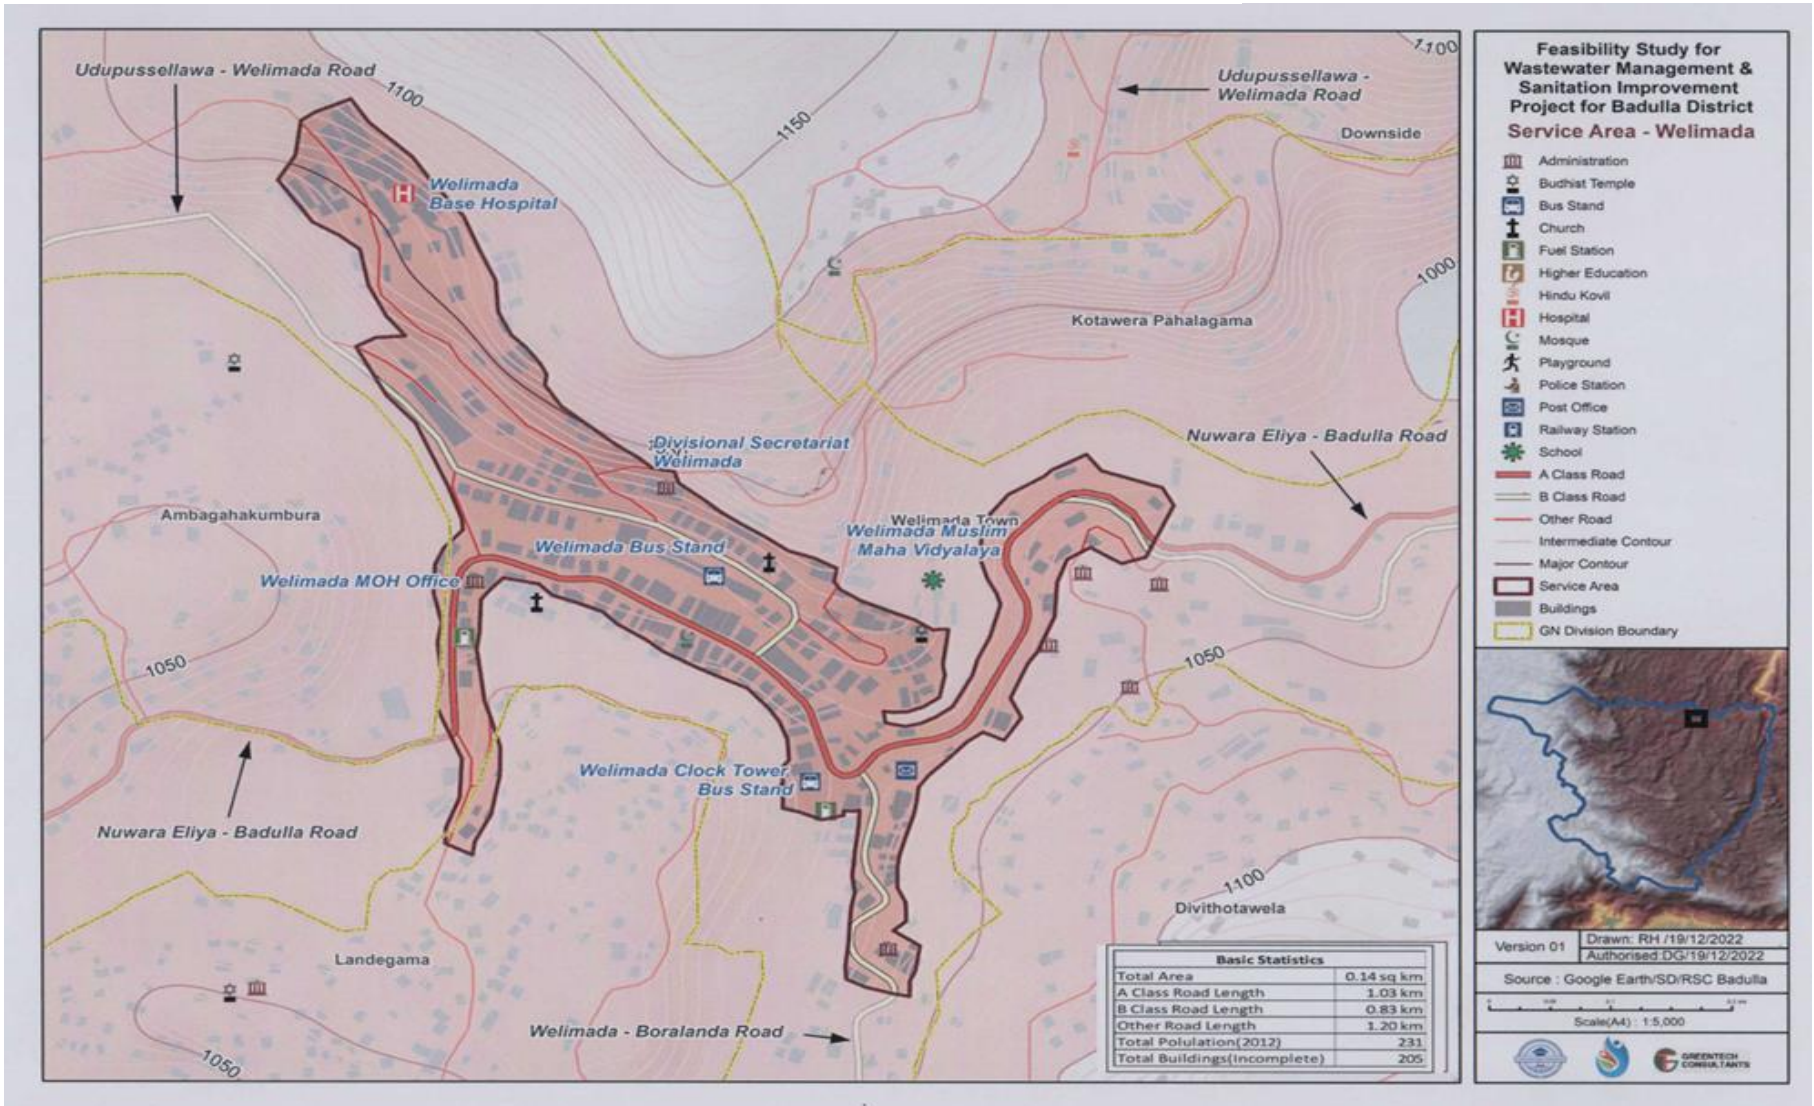 Udupussellawa - Welimada Road
1100
1150
Udupussellawa -
Welimada Road
1100
Downside
Welimada
Base Hospital
1000
Kotawera Pahalagama
Divisional Secretariat
Welimada
Nuwara Eliya - Badulla Road
Ambagahakumbura
Welimada Town
Welimada Muslim
Maha Vidyalaya
Welimada Bus Stand
Welimada MOH Office
1050
1050
Welimada Clock Tower
Bus Stand
Nuwara Eliya - Badulla Road
1100
Divithotawela
Landegama
Welimada - Boralanda Road
1050
Basic Statistics
Total Area 0.14 sq km
A Class Road Length 1.03 km
B Class Road Length 0.83 km
Other Road Length 1.20 km
Total Polulation(2012) 231
Total Buildings(Incomplete) 205
Feasibility Study for
Wastewater Management &
Sanitation Improvement
Project for Badulla District
Service Area - Welimada
Administration
Budhist Temple
Bus Stand
Church
Fuel Station
Higher Education
Hindu Kovil
Hospital
Mosque
Playground
Police Station
Post Office
Railway Station
School
A Class Road
B Class Road
Other Road
Intermediate Contour
Major Contour
Service Area
Buildings
GN Division Boundary
Version 01
Drawn: RH /19/12/2022
Authorised:DG/19/12/2022
Source : Google Earth/SD/RSC Badulla
Scale(A4) : 1:5,000
GREENTECH
CONSULTANTS